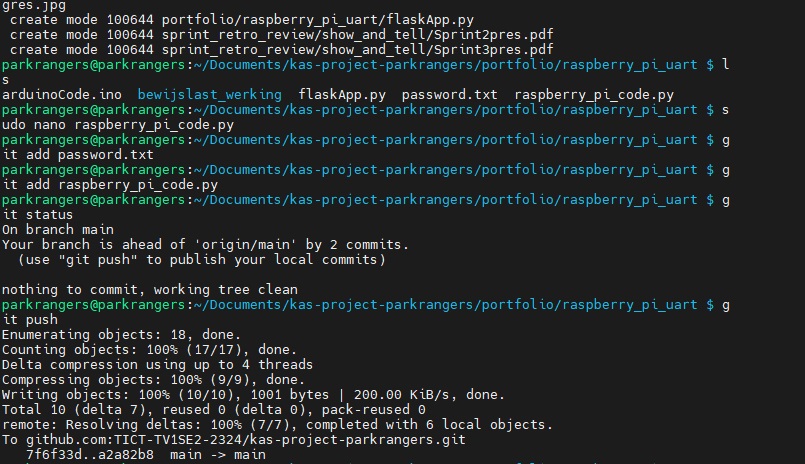 gres.jpg
 create mode 100644 portfolio/raspberry_pi_uart/flaskApp.py
 create mode 100644 sprint_retro_review/show_and_tell/Sprint2pres.pdf
 create mode 100644 sprint_retro_review/show_and_tell/Sprint3pres.pdf
parkrangers@parkrangers:~/Documents/kas-project-parkrangers/portfolio/raspberry_pi_uart $ l
s
arduinoCode.ino  bewijslast_werking  flaskApp.py  password.txt  raspberry_pi_code.py
parkrangers@parkrangers:~/Documents/kas-project-parkrangers/portfolio/raspberry_pi_uart $ s
udo nano raspberry_pi_code.py
parkrangers@parkrangers:~/Documents/kas-project-parkrangers/portfolio/raspberry_pi_uart $ g
it add password.txt
parkrangers@parkrangers:~/Documents/kas-project-parkrangers/portfolio/raspberry_pi_uart $ g
it add raspberry_pi_code.py
parkrangers@parkrangers:~/Documents/kas-project-parkrangers/portfolio/raspberry_pi_uart $ g
it status
On branch main
Your branch is ahead of 'origin/main' by 2 commits.
  (use "git push" to publish your local commits)

nothing to commit, working tree clean
parkrangers@parkrangers:~/Documents/kas-project-parkrangers/portfolio/raspberry_pi_uart $ g
it push
Enumerating objects: 18, done.
Counting objects: 100% (17/17), done.
Delta compression using up to 4 threads
Compressing objects: 100% (9/9), done.
Writing objects: 100% (10/10), 1001 bytes | 200.00 KiB/s, done.
Total 10 (delta 7), reused 0 (delta 0), pack-reused 0
remote: Resolving deltas: 100% (7/7), completed with 6 local objects.
To github.com:TICT-TV1SE2-2324/kas-project-parkrangers.git
   7f6f33d..a2a82b8  main -> main